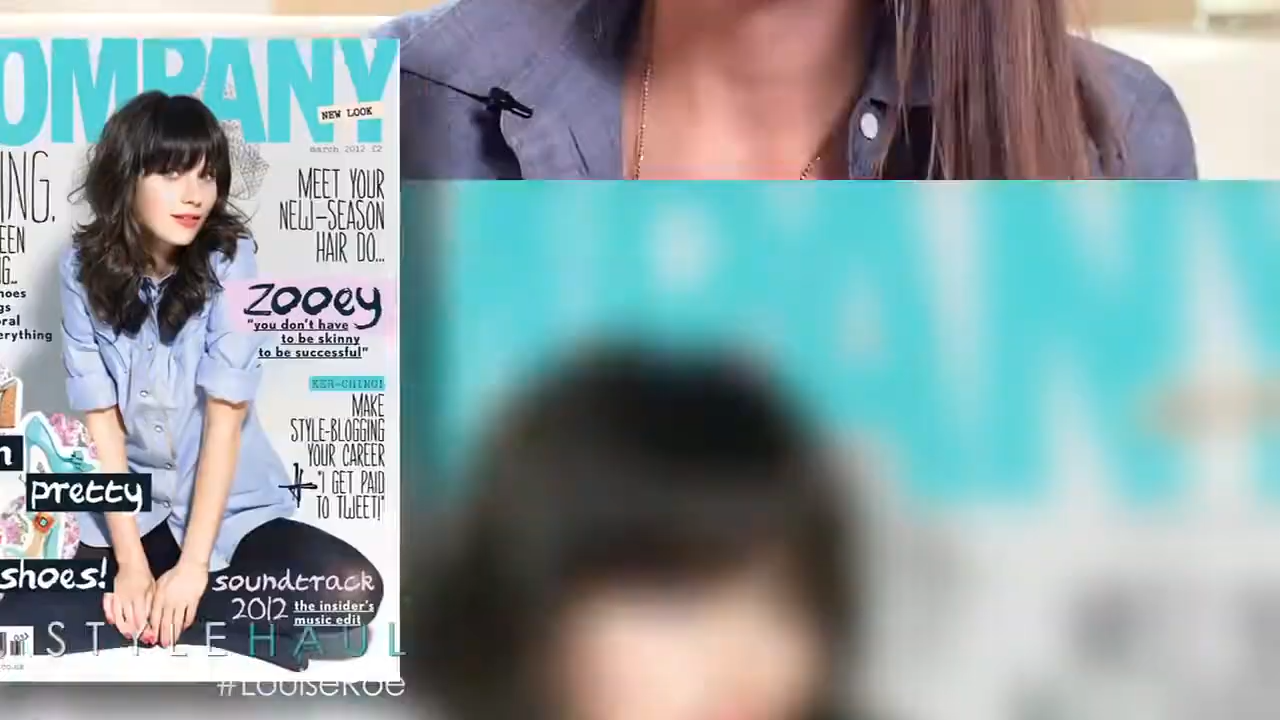 OMPANY
NEW LOOK
march 2012 £2
ING.
EEN
G...
hoes
gs
oral
erything
MEET YOUR
NEW-SEASON
HAIR DO...
zooey
"you don't have
to be skinny
to be successful"
KER-CHING!
MAKE
STYLE-BLOGGING
YOUR CAREER
+ "I GET PAID
TO TWEET!"
n
pretty
shoes!
soundtrack
2012 the insider's
music edit
STYLEHAUL
#LouiseRoe